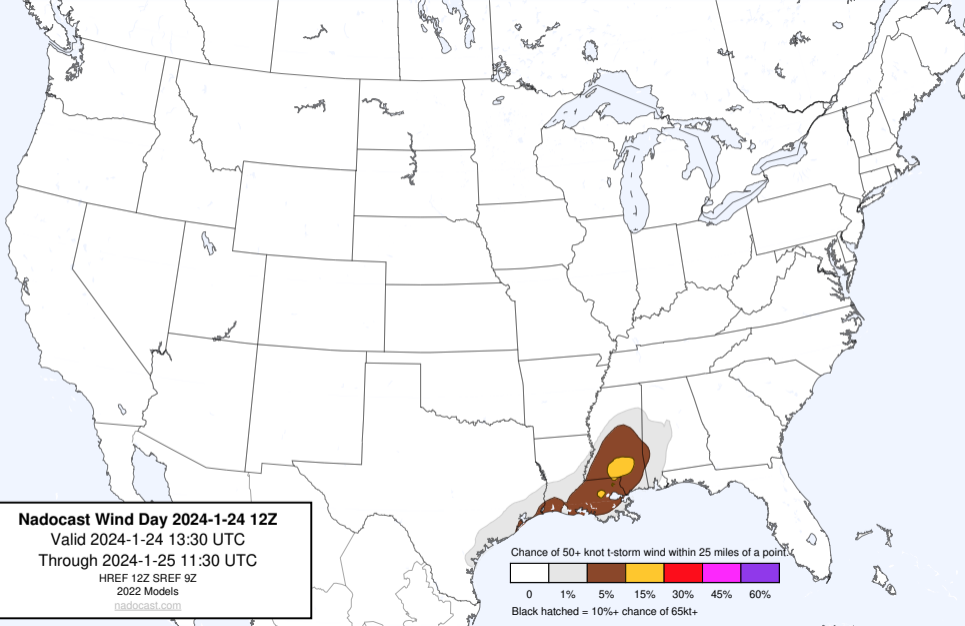 Nadocast Wind Day 2024-1-24 12Z
Valid 2024-1-24 13:30 UTC
Through 2024-1-25 11:30 UTC
HREF 12Z SREF 9Z
2022 Models
nadocast.com
Chance of 50+ knot t-storm wind within 25 miles of a point.
0 1% 5% 15% 30% 45% 60%
Black hatched = 10%+ chance of 65kt+